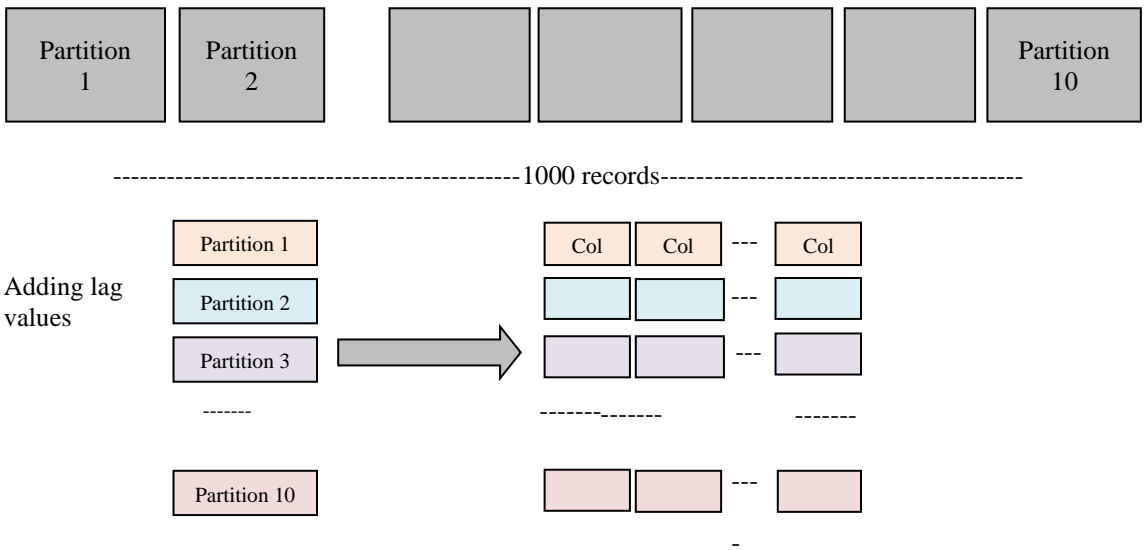 Partition
1
Partition
2
Partition
10
---------------------------------------------1000 records----------------------------------------
Partition 1
Col
Col
---
Col
Adding lag
values
Partition 2
---
Partition 3
---
-------
-------
-------
-------
Partition 10
---
-